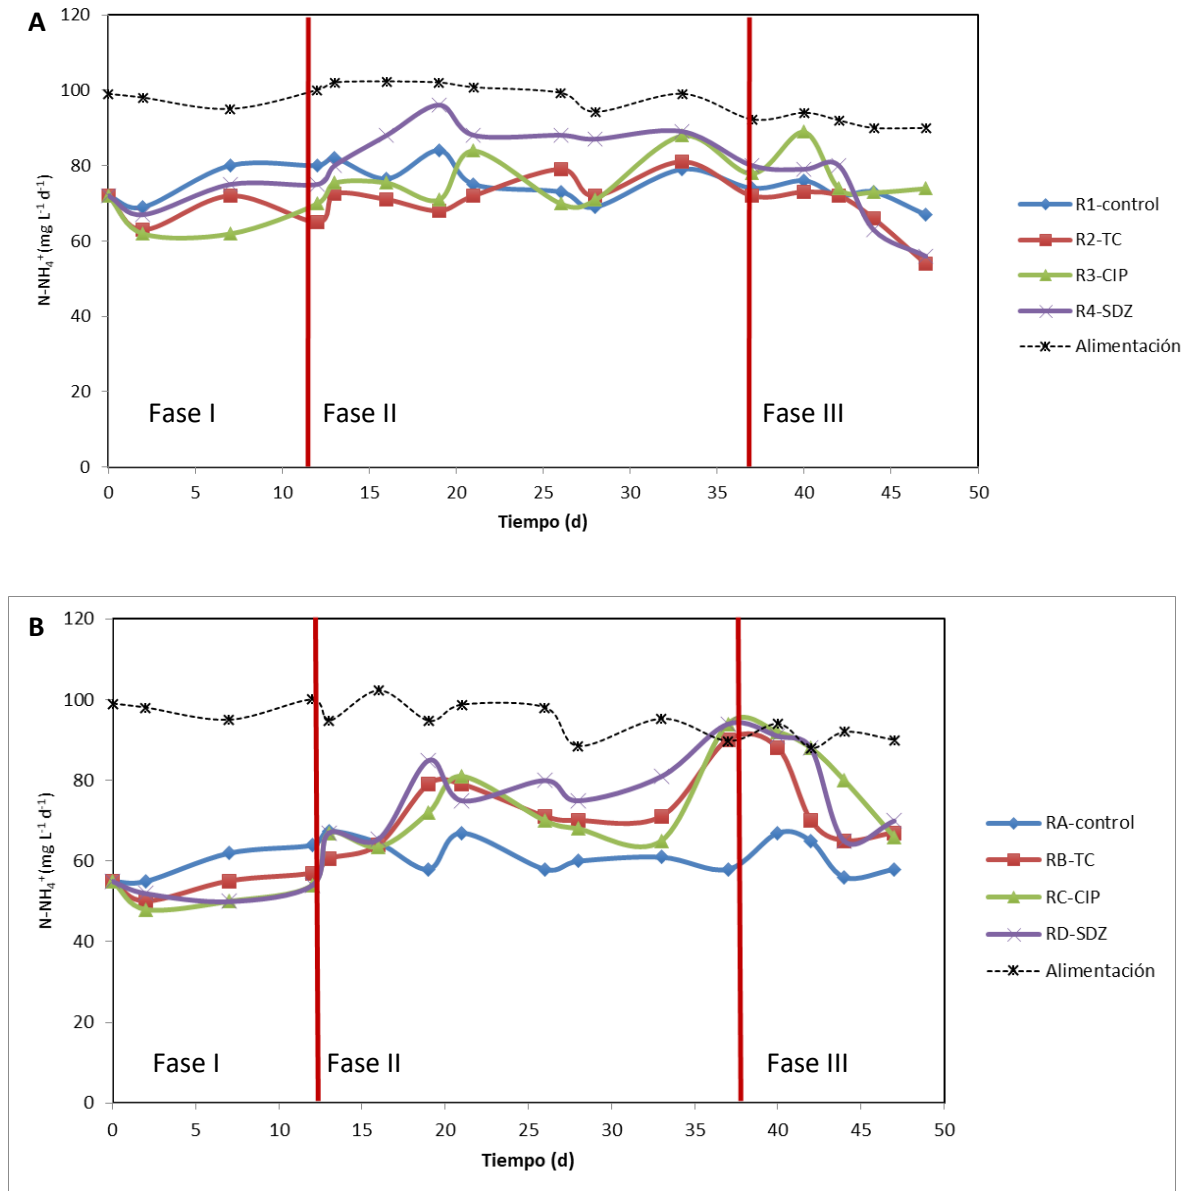 A
N-NH₄⁺(mg L⁻¹ d⁻¹)
120
100
80
60
40
20
0
Fase I
Fase II
Fase III
0 5 10 15 20 25 30 35 40 45 50
Tiempo (d)
R1-control
R2-TC
R3-CIP
R4-SDZ
Alimentación
B
N-NH₄⁺(mg L⁻¹ d⁻¹)
120
100
80
60
40
20
0
Fase I
Fase II
Fase III
0 5 10 15 20 25 30 35 40 45 50
Tiempo (d)
RA-control
RB-TC
RC-CIP
RD-SDZ
Alimentación